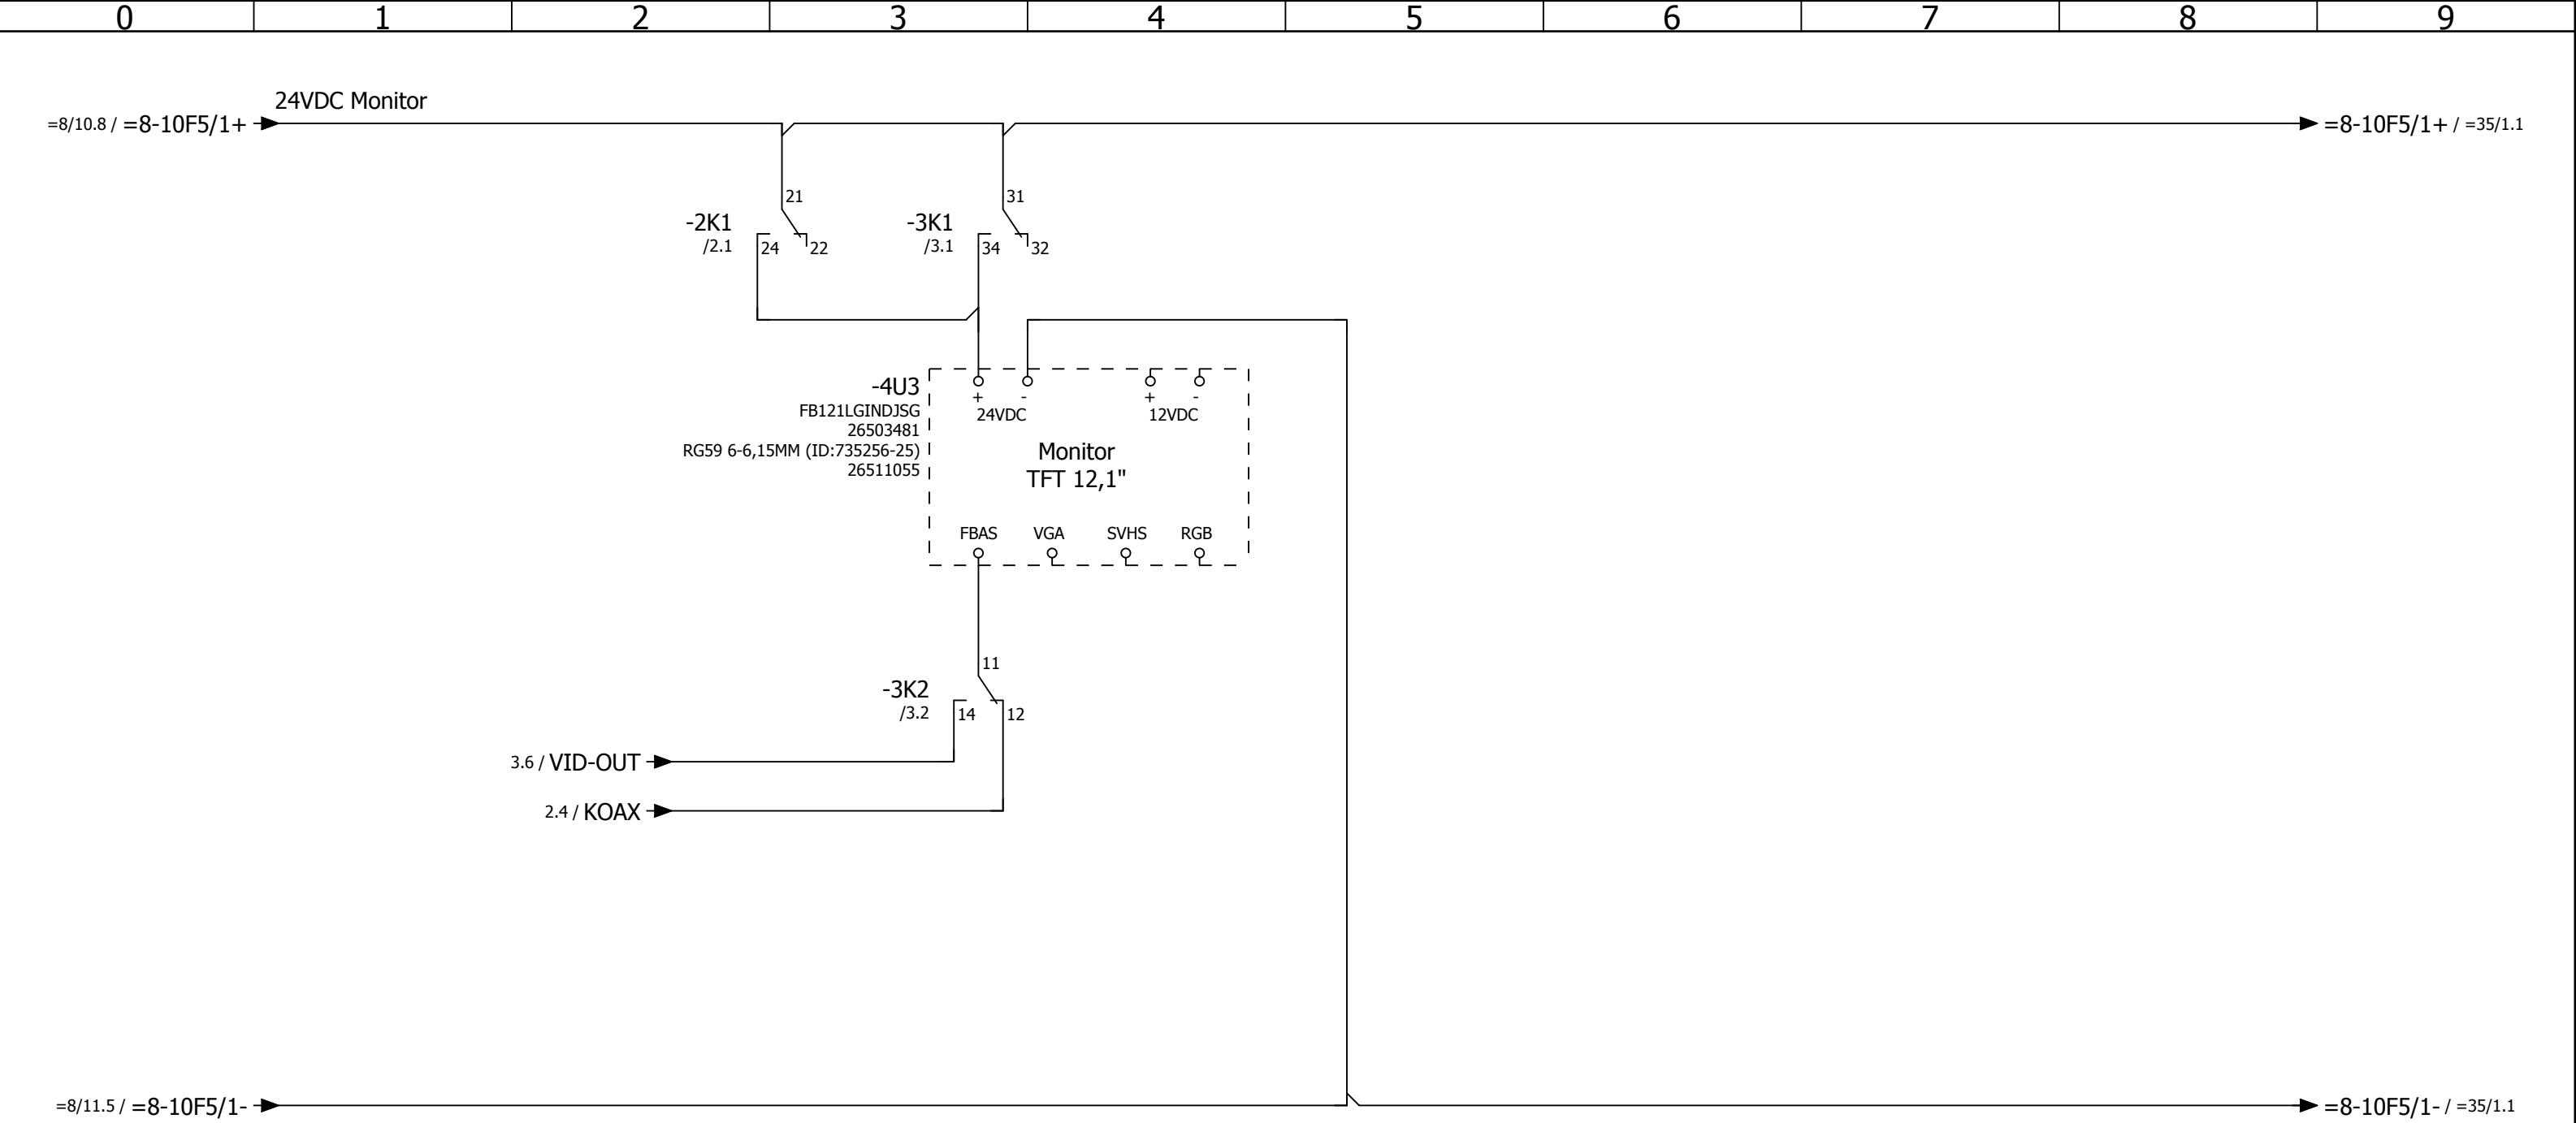 0 1 2 3 4 5 6 7 8 9
24VDC Monitor
=8/10.8 / =8-10F5/1+
=8-10F5/1+ / =35/1.1
21
31
-2K1
/2.1
24
22
-3K1
/3.1
34
32
-4U3
FB121LGINDJSG
26503481
RG59 6-6,15MM (ID:735256-25)
26511055
+ -
24VDC
+ -
12VDC
Monitor
TFT 12,1"
FBAS VGA SVHS RGB
11
-3K2
/3.2
14
12
3.6 / VID-OUT
2.4 / KOAX
=8/11.5 / =8-10F5/1-
=8-10F5/1- / =35/1.1